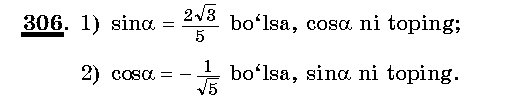 306. 1) sinα = 2√3/5 bo‘lsa, cosα ni toping;
2) cosα = −1/√5 bo‘lsa, sinα ni toping.